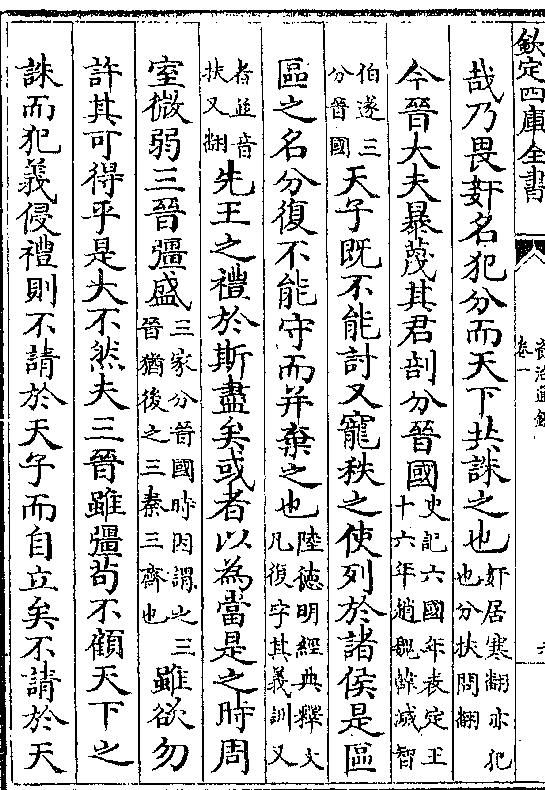 欽定四庫全書
資治通鑑
卷一
哉乃畏奸名犯分而天下共誅之也奸居寒翻亦犯也分扶問翻
今晉大夫暴蔑其君剖分晉國史記六國年表定王十六年趙魏韓滅智
伯遂三分晉國天子既不能討又寵秩之使列於諸侯是區
區之名分復不能守而并棄之也陸德明經典釋文凡復字其義訓又
者並音扶又翻先王之禮於斯盡矣或者以為當是之時周
室微弱三晉彊盛三家分晉國時因謂之三晉猶後之三秦三齊也雖欲勿
許其可得乎是大不然夫三晉雖彊茍不顧天下之
誅而犯義侵禮則不請於天子而自立矣不請於天